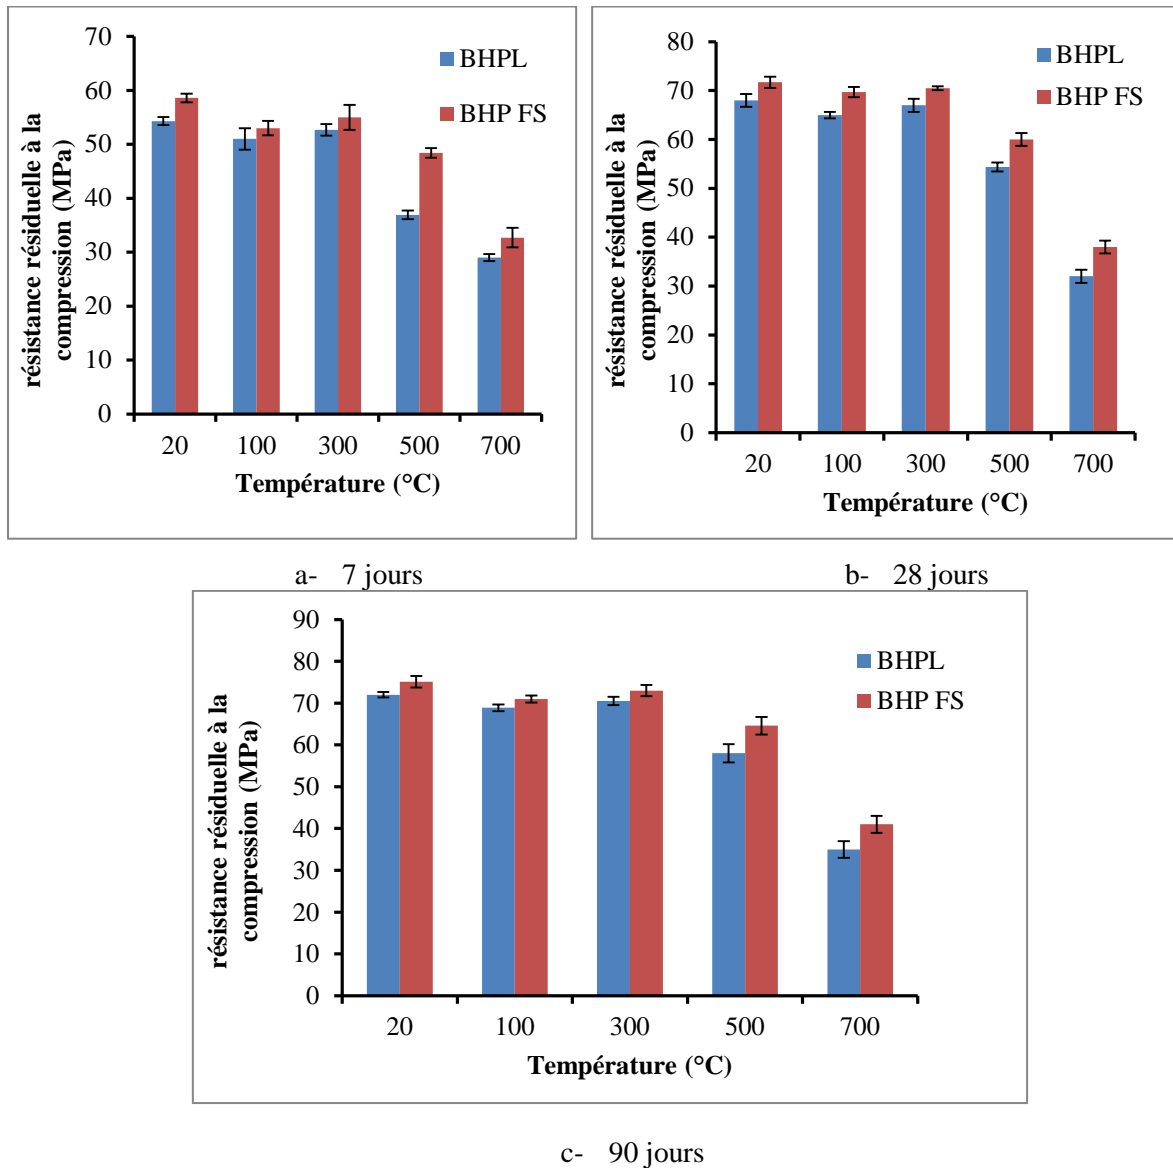 70
60
50
40
30
20
10
0
résistance résiduelle à la
compression (MPa)
BHPL
BHP FS
20 100 300 500 700
Température (°C)
80
70
60
50
40
30
20
10
0
résistance résiduelle à la
compression (MPa)
BHPL
BHP FS
20 100 300 500 700
Température (°C)
a- 7 jours
b- 28 jours
90
80
70
60
50
40
30
20
10
0
résistance résiduelle à la
compression (MPa)
BHPL
BHP FS
20 100 300 500 700
Température (°C)
c- 90 jours